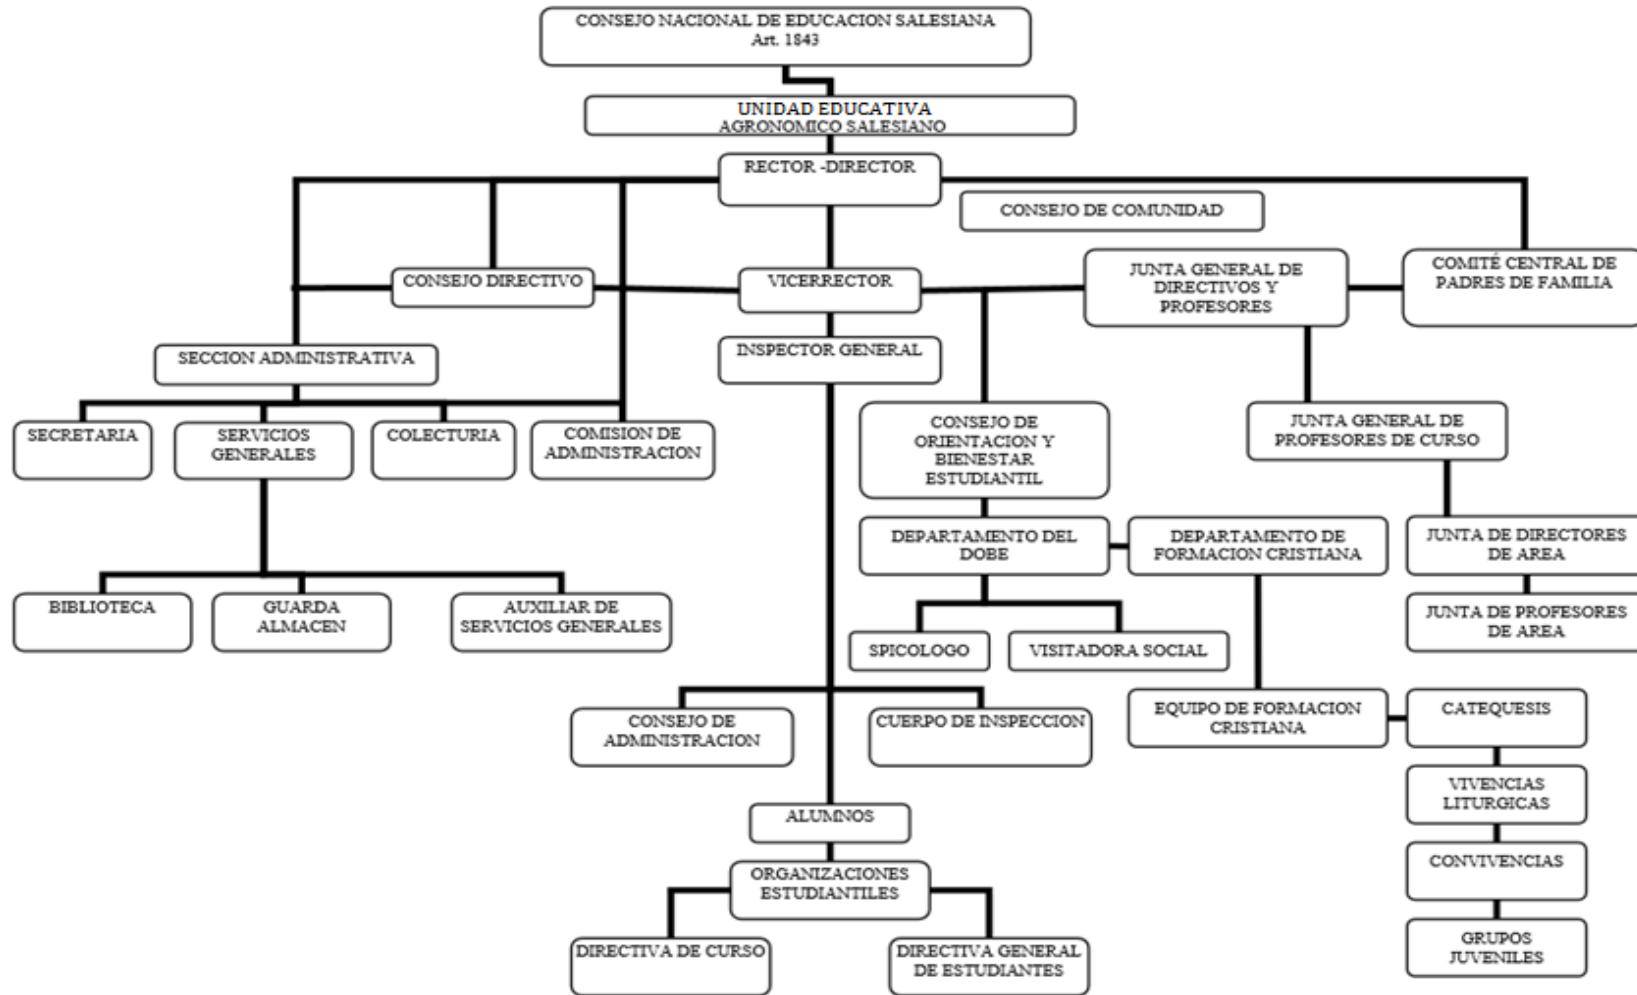 CONSEJO NACIONAL DE EDUCACION SALESIANA
Art. 1843
UNIDAD EDUCATIVA
AGRONOMICO SALESIANO
RECTOR -DIRECTOR
CONSEJO DE COMUNIDAD
CONSEJO DIRECTIVO
VICERRECTOR
JUNTA GENERAL DE
DIRECTIVOS Y
PROFESORES
COMITÉ CENTRAL DE
PADRES DE FAMILIA
SECCION ADMINISTRATIVA
INSPECTOR GENERAL
SECRETARIA
SERVICIOS
GENERALES
COLECTURIA
COMISION DE
ADMINISTRACION
CONSEJO DE
ORIENTACION Y
BIENESTAR
ESTUDIANTIL
JUNTA GENERAL DE
PROFESORES DE CURSO
DEPARTAMENTO DEL
DOBE
DEPARTAMENTO DE
FORMACION CRISTIANA
JUNTA DE DIRECTORES
DE AREA
BIBLIOTECA
GUARDA
ALMACEN
AUXILIAR DE
SERVICIOS GENERALES
JUNTA DE PROFESORES
DE AREA
SPICOLOGO
VISITADORA SOCIAL
CONSEJO DE
ADMINISTRACION
CUERPO DE INSPECCION
EQUIPO DE FORMACION
CRISTIANA
CATEQUESIS
VIVENCIAS
LITURGICAS
ALUMNOS
CONVIVENCIAS
ORGANIZACIONES
ESTUDIANTILES
DIRECTIVA DE CURSO
DIRECTIVA GENERAL
DE ESTUDIANTES
GRUPOS
JUVENILES